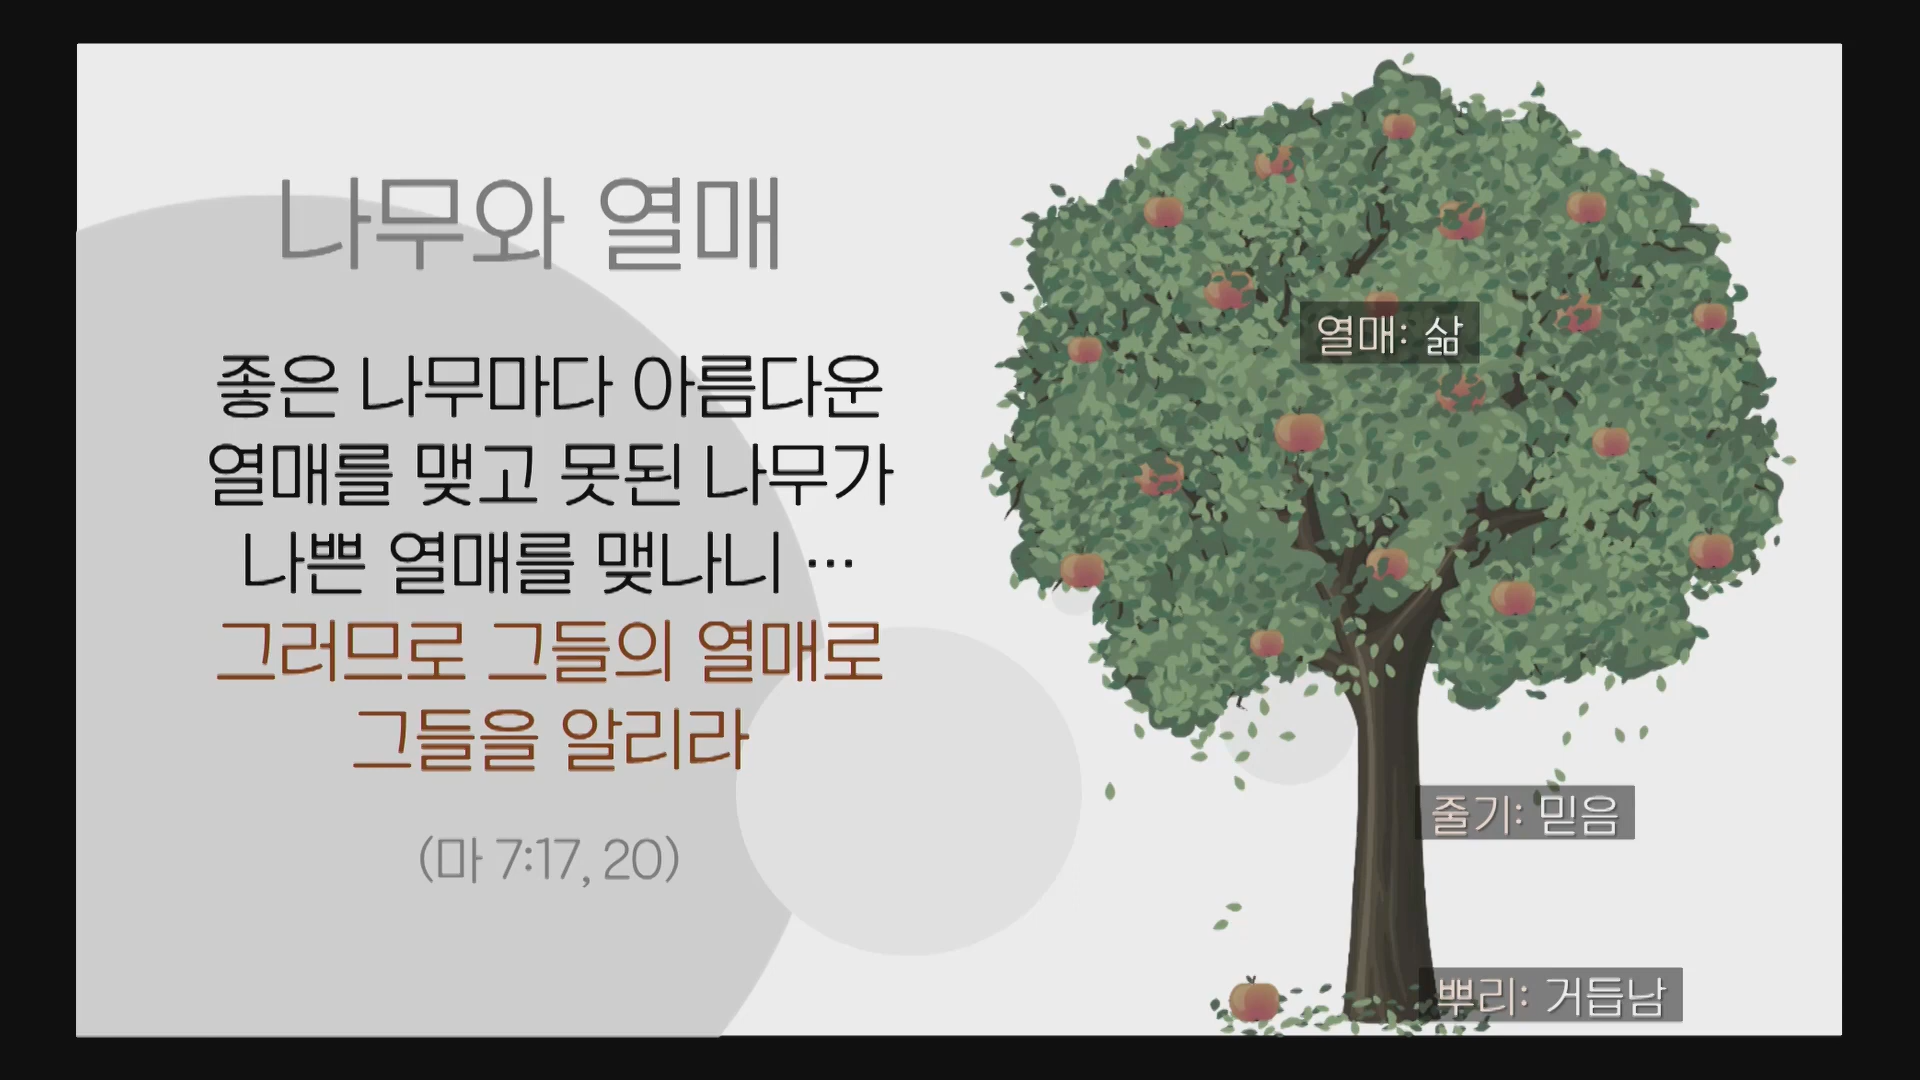 나무와 열매
좋은 나무마다 아름다운
열매를 맺고 못된 나무가
나쁜 열매를 맺나니 …
그러므로 그들의 열매로
그들을 알리라
(마 7:17, 20)
열매: 삶
줄기: 믿음
뿌리: 거듭남